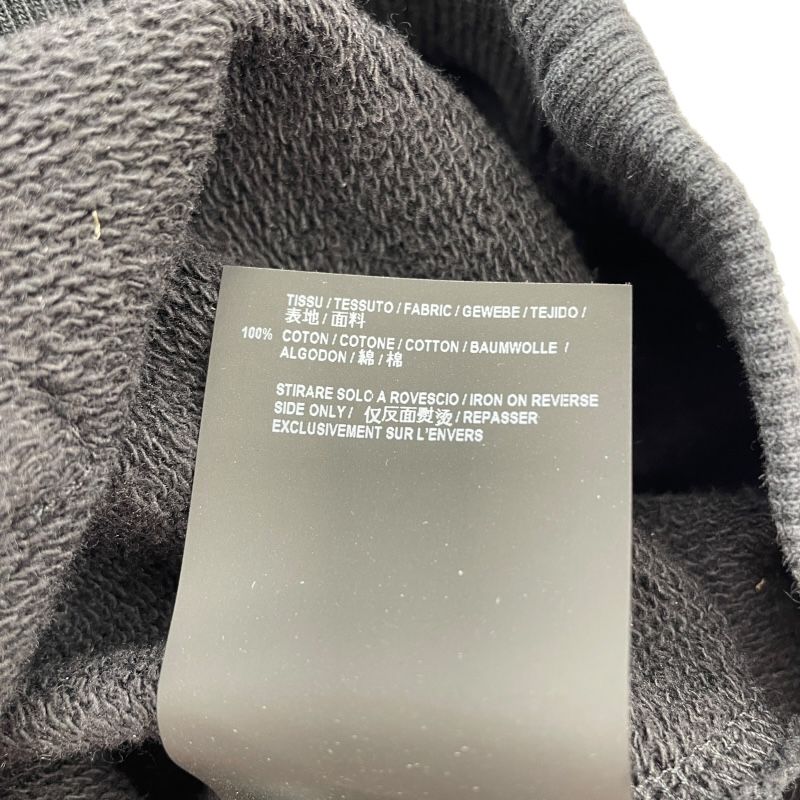 TISSU / TESSUTO / FABRIC / GEWEBE / TEJIDO /
表地 / 面料
100% COTON / COTONE / COTTON / BAUMWOLLE /
ALGODON / 綿 / 棉
STIRARE SOLO A ROVESCIO / IRON ON REVERSE
SIDE ONLY / 仅反面熨烫 / REPASSER
EXCLUSIVEMENT SUR L'ENVERS